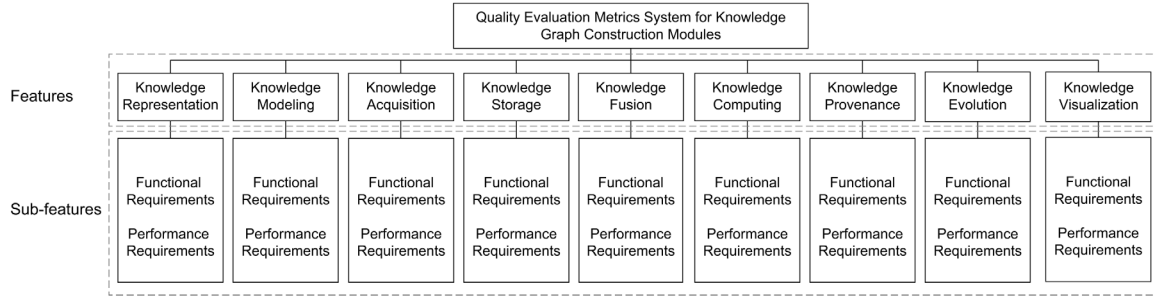 Quality Evaluation Metrics System for Knowledge
Graph Construction Modules
Features
Knowledge
Representation
Knowledge
Modeling
Knowledge
Acquisition
Knowledge
Storage
Knowledge
Fusion
Knowledge
Computing
Knowledge
Provenance
Knowledge
Evolution
Knowledge
Visualization
Sub-features
Functional
Requirements
Performance
Requirements
Functional
Requirements
Performance
Requirements
Functional
Requirements
Performance
Requirements
Functional
Requirements
Performance
Requirements
Functional
Requirements
Performance
Requirements
Functional
Requirements
Performance
Requirements
Functional
Requirements
Performance
Requirements
Functional
Requirements
Performance
Requirements
Functional
Requirements
Performance
Requirements